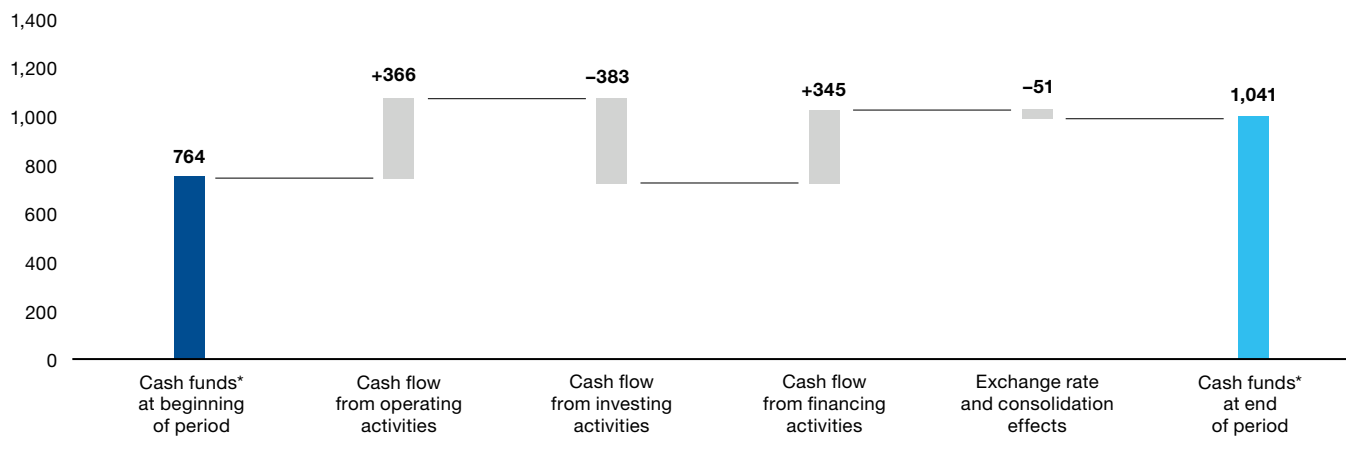 1,400
1,200
1,000
800
600
400
200
0
764
+366
−383
+345
−51
1,041
Cash funds*
at beginning
of period
Cash flow
from operating
activities
Cash flow
from investing
activities
Cash flow
from financing
activities
Exchange rate
and consolidation
effects
Cash funds*
at end
of period